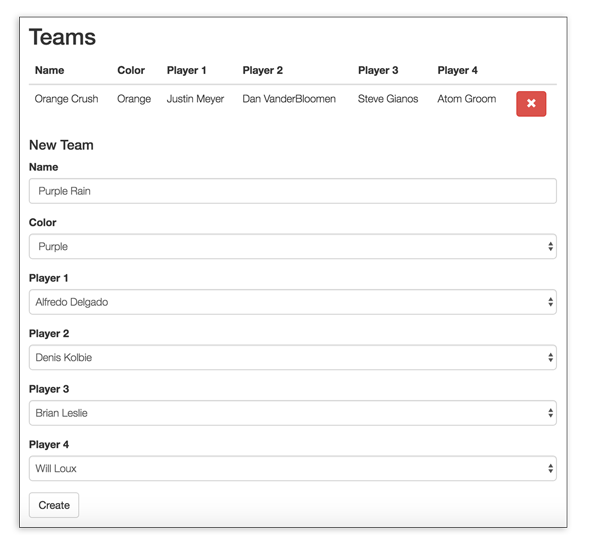 Teams
Name Color Player 1 Player 2 Player 3 Player 4
Orange Crush Orange Justin Meyer Dan VanderBloomen Steve Gianos Atom Groom
New Team
Name
Purple Rain
Color
Purple
Player 1
Alfredo Delgado
Player 2
Denis Kolbie
Player 3
Brian Leslie
Player 4
Will Loux
Create